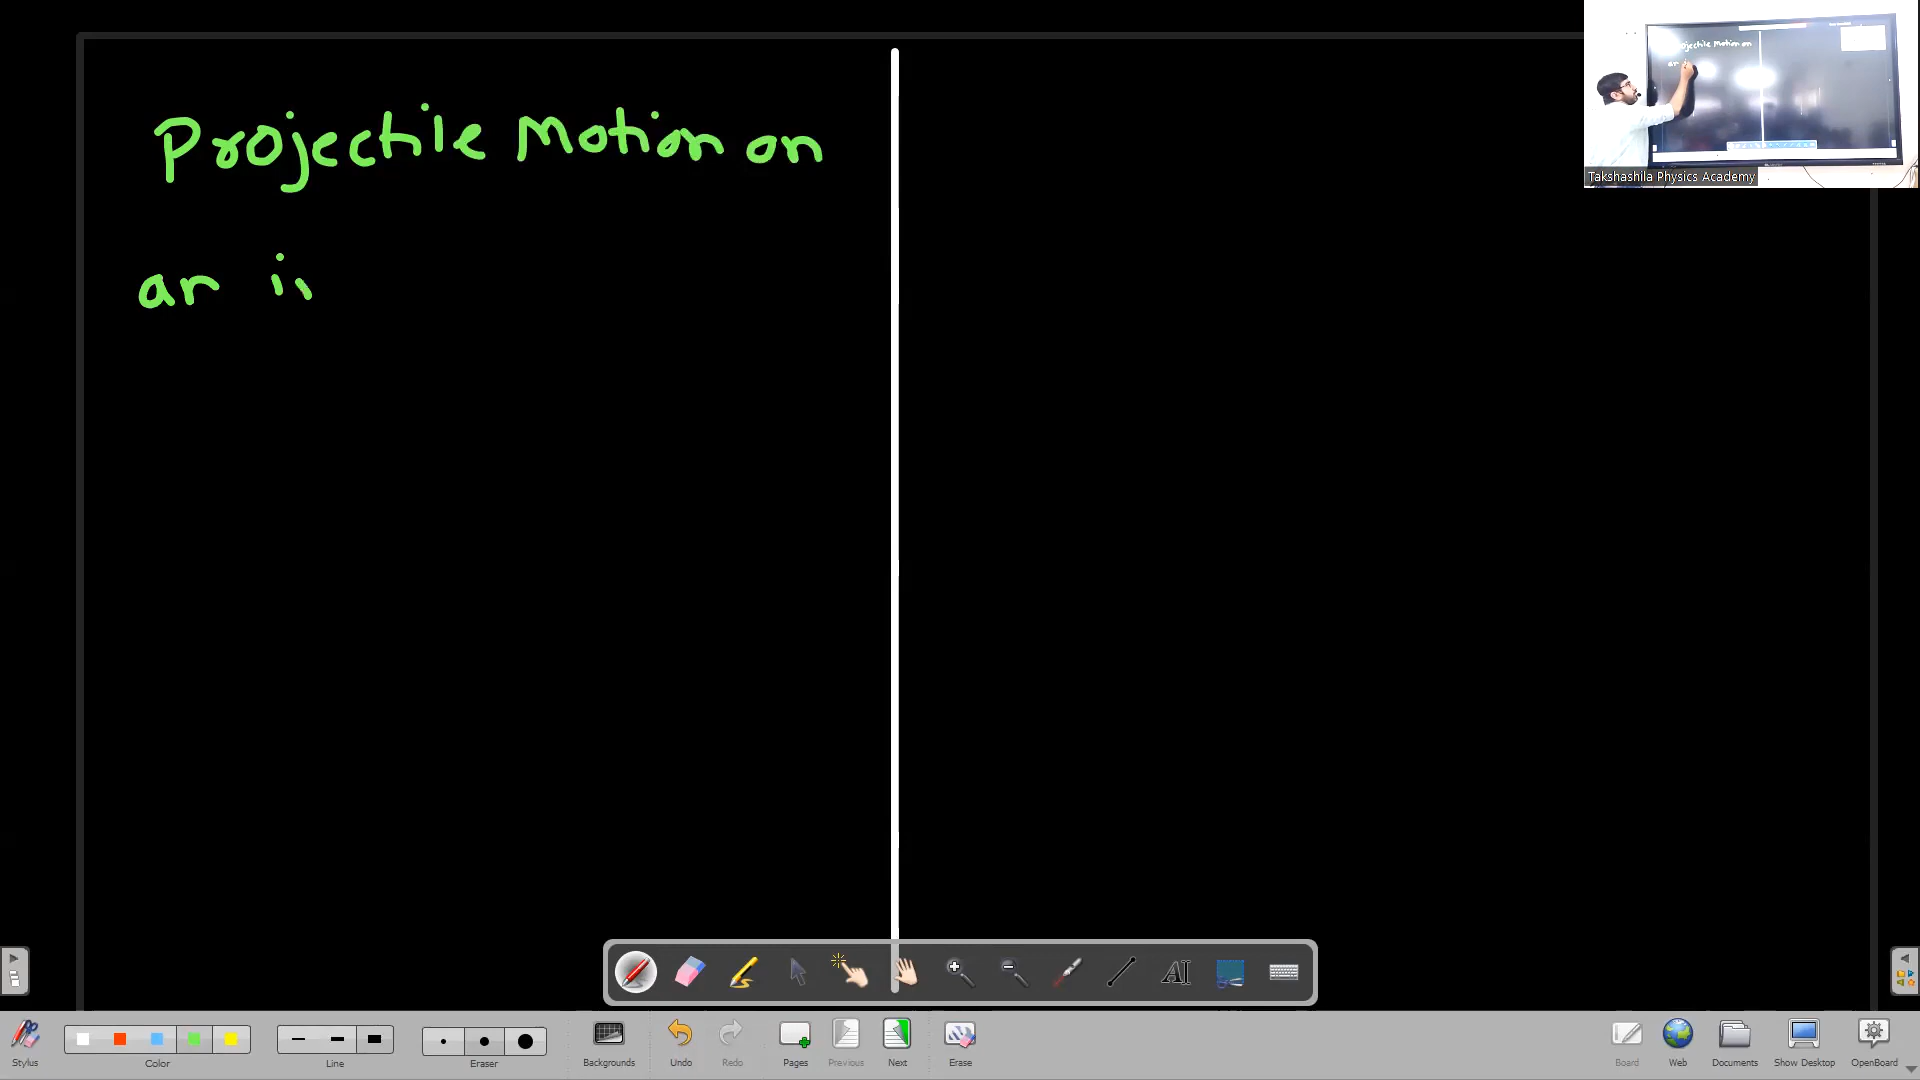 Projectile Motion on
an i
Takshashila Physics Academy
Stylus
Color
Line
Eraser
Backgrounds
Undo
Redo
Pages
Previous
Next
Erase
Board
Web
Documents
Show Desktop
OpenBoard